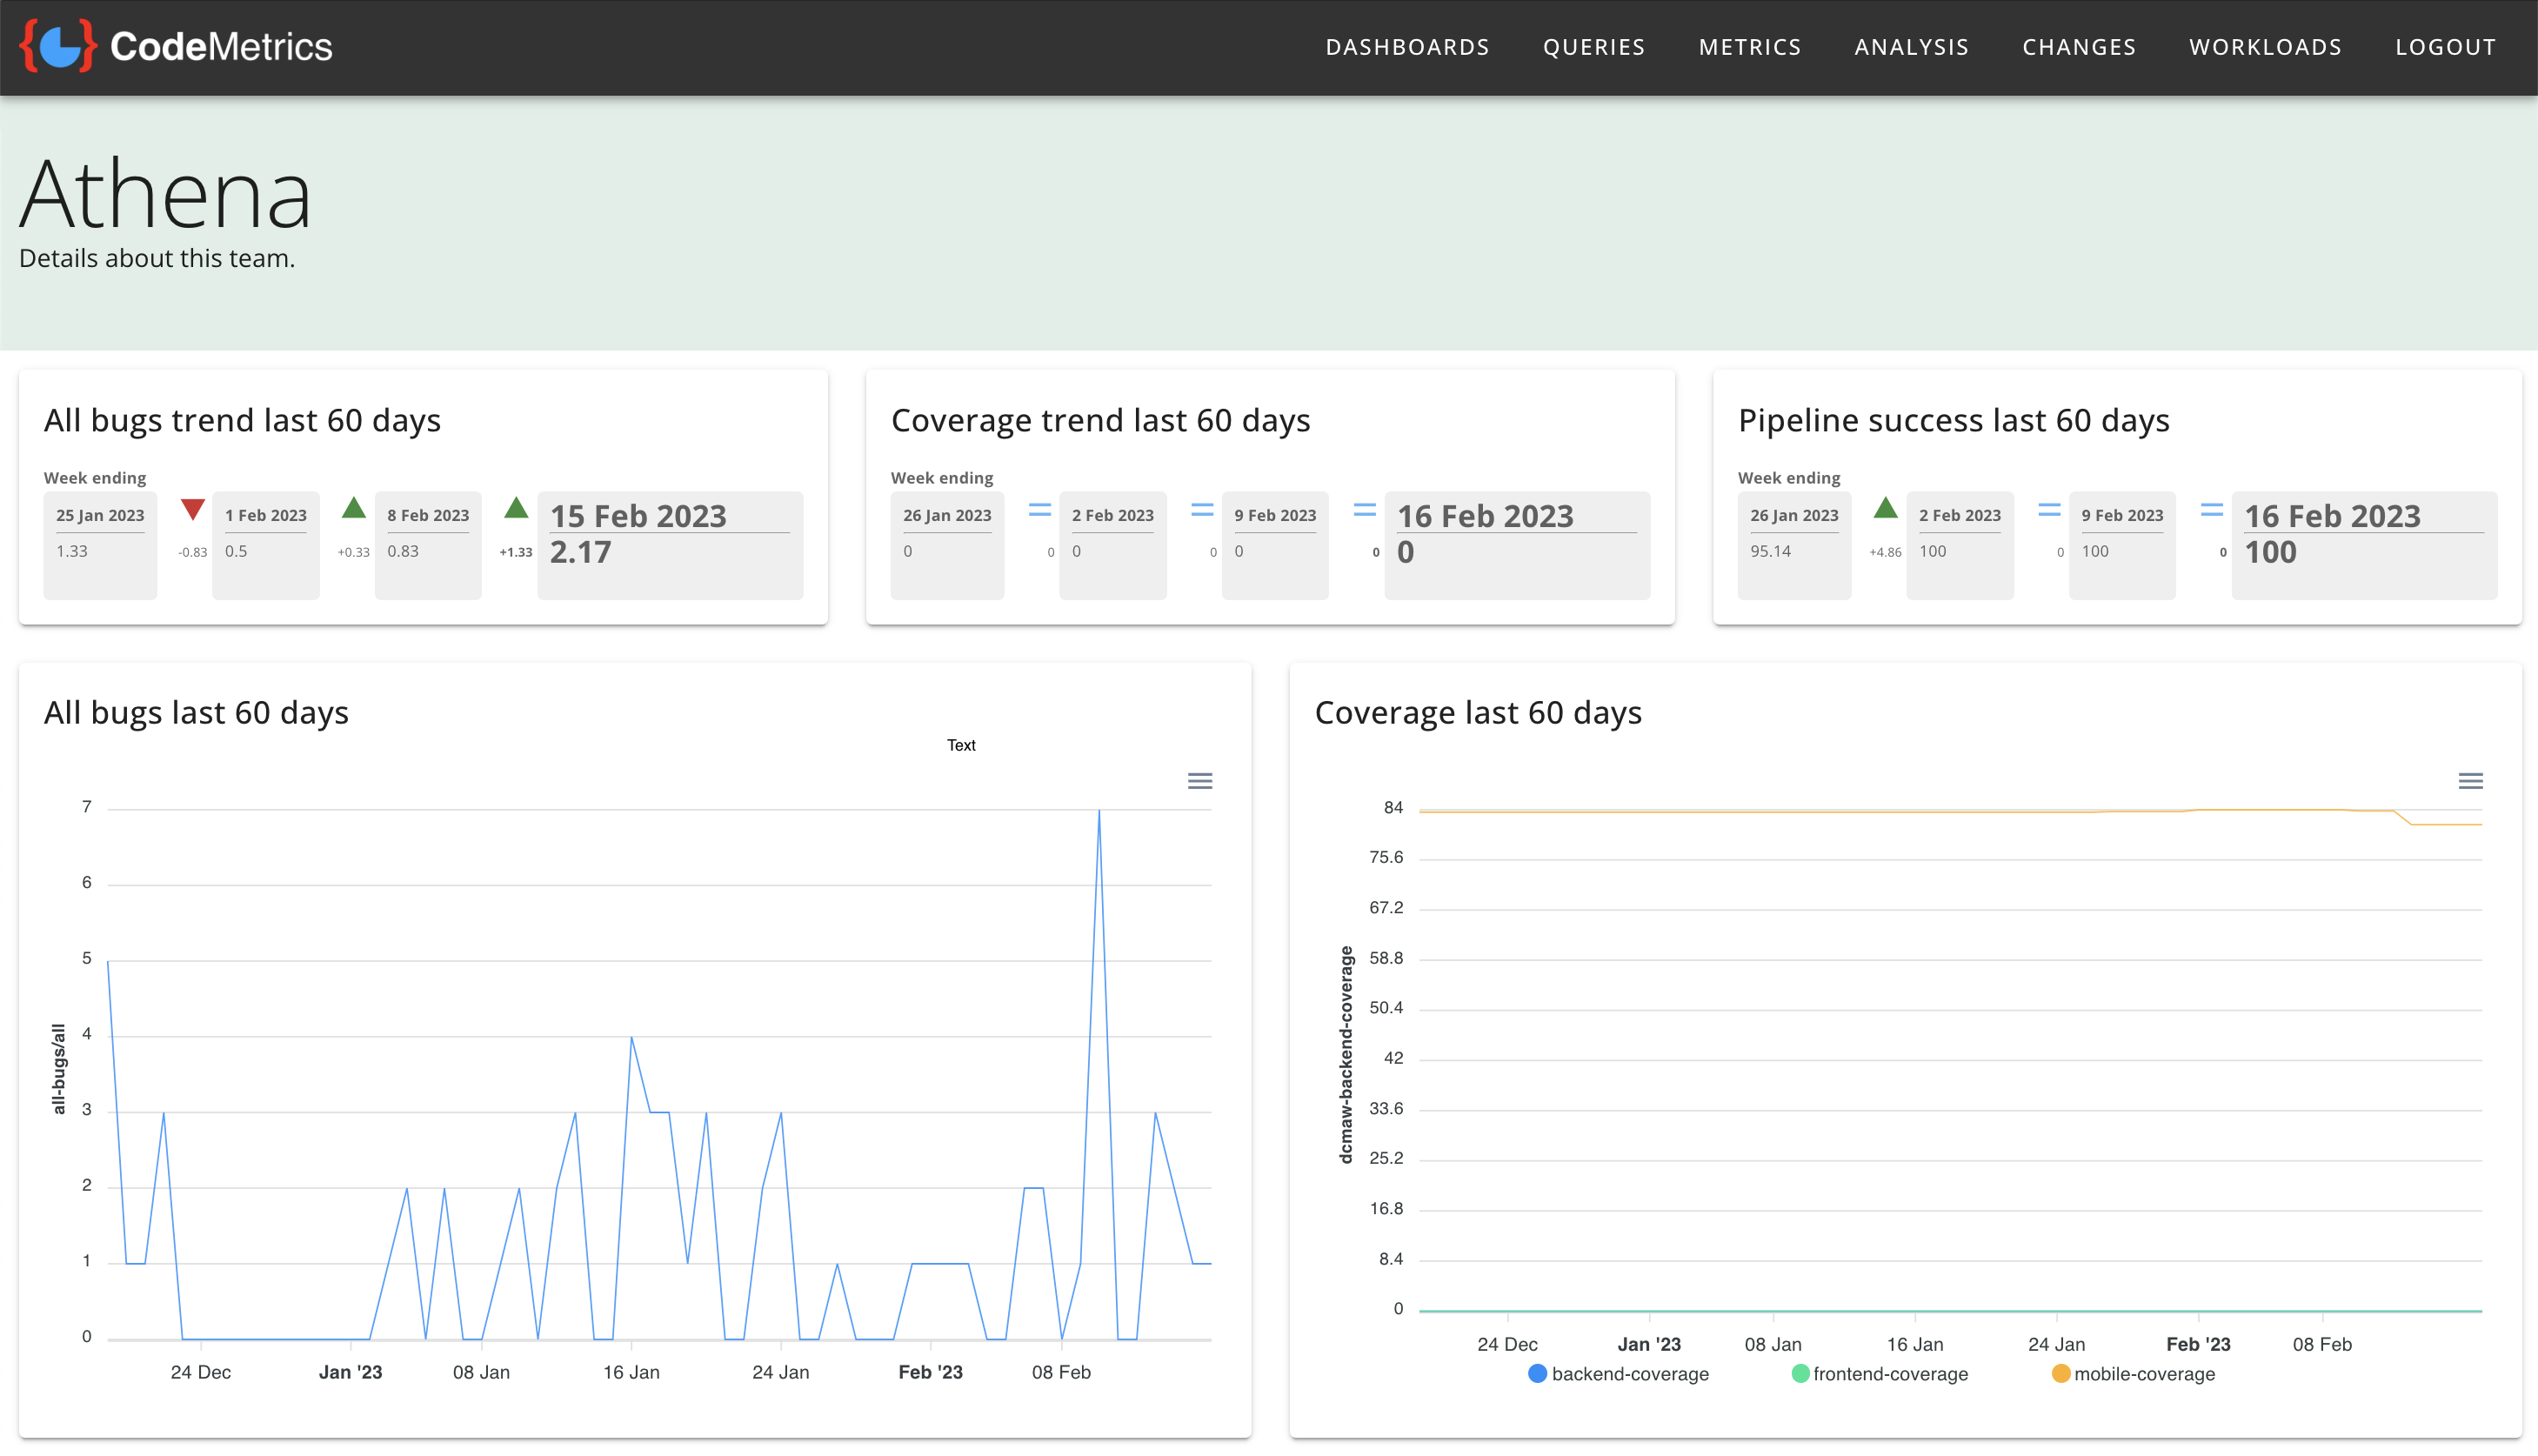 CodeMetrics
DASHBOARDS QUERIES METRICS ANALYSIS CHANGES WORKLOADS LOGOUT
Athena
Details about this team.
All bugs trend last 60 days
Week ending
25 Jan 2023 1 Feb 2023 8 Feb 2023 15 Feb 2023
1.33 -0.83 0.5 +0.33 0.83 +1.33 2.17
Coverage trend last 60 days
Week ending
26 Jan 2023 2 Feb 2023 9 Feb 2023 16 Feb 2023
0 0 0 0 0 0 0
Pipeline success last 60 days
Week ending
26 Jan 2023 2 Feb 2023 9 Feb 2023 16 Feb 2023
95.14 +4.86 100 0 100 0 100
All bugs last 60 days
Text
7
6
5
4
3
2
1
0
all-bugs/all
24 Dec Jan '23 08 Jan 16 Jan 24 Jan Feb '23 08 Feb
Coverage last 60 days
84
75.6
67.2
58.8
50.4
42
33.6
25.2
16.8
8.4
0
dcmaw-backend-coverage
24 Dec Jan '23 08 Jan 16 Jan 24 Jan Feb '23 08 Feb
backend-coverage frontend-coverage mobile-coverage